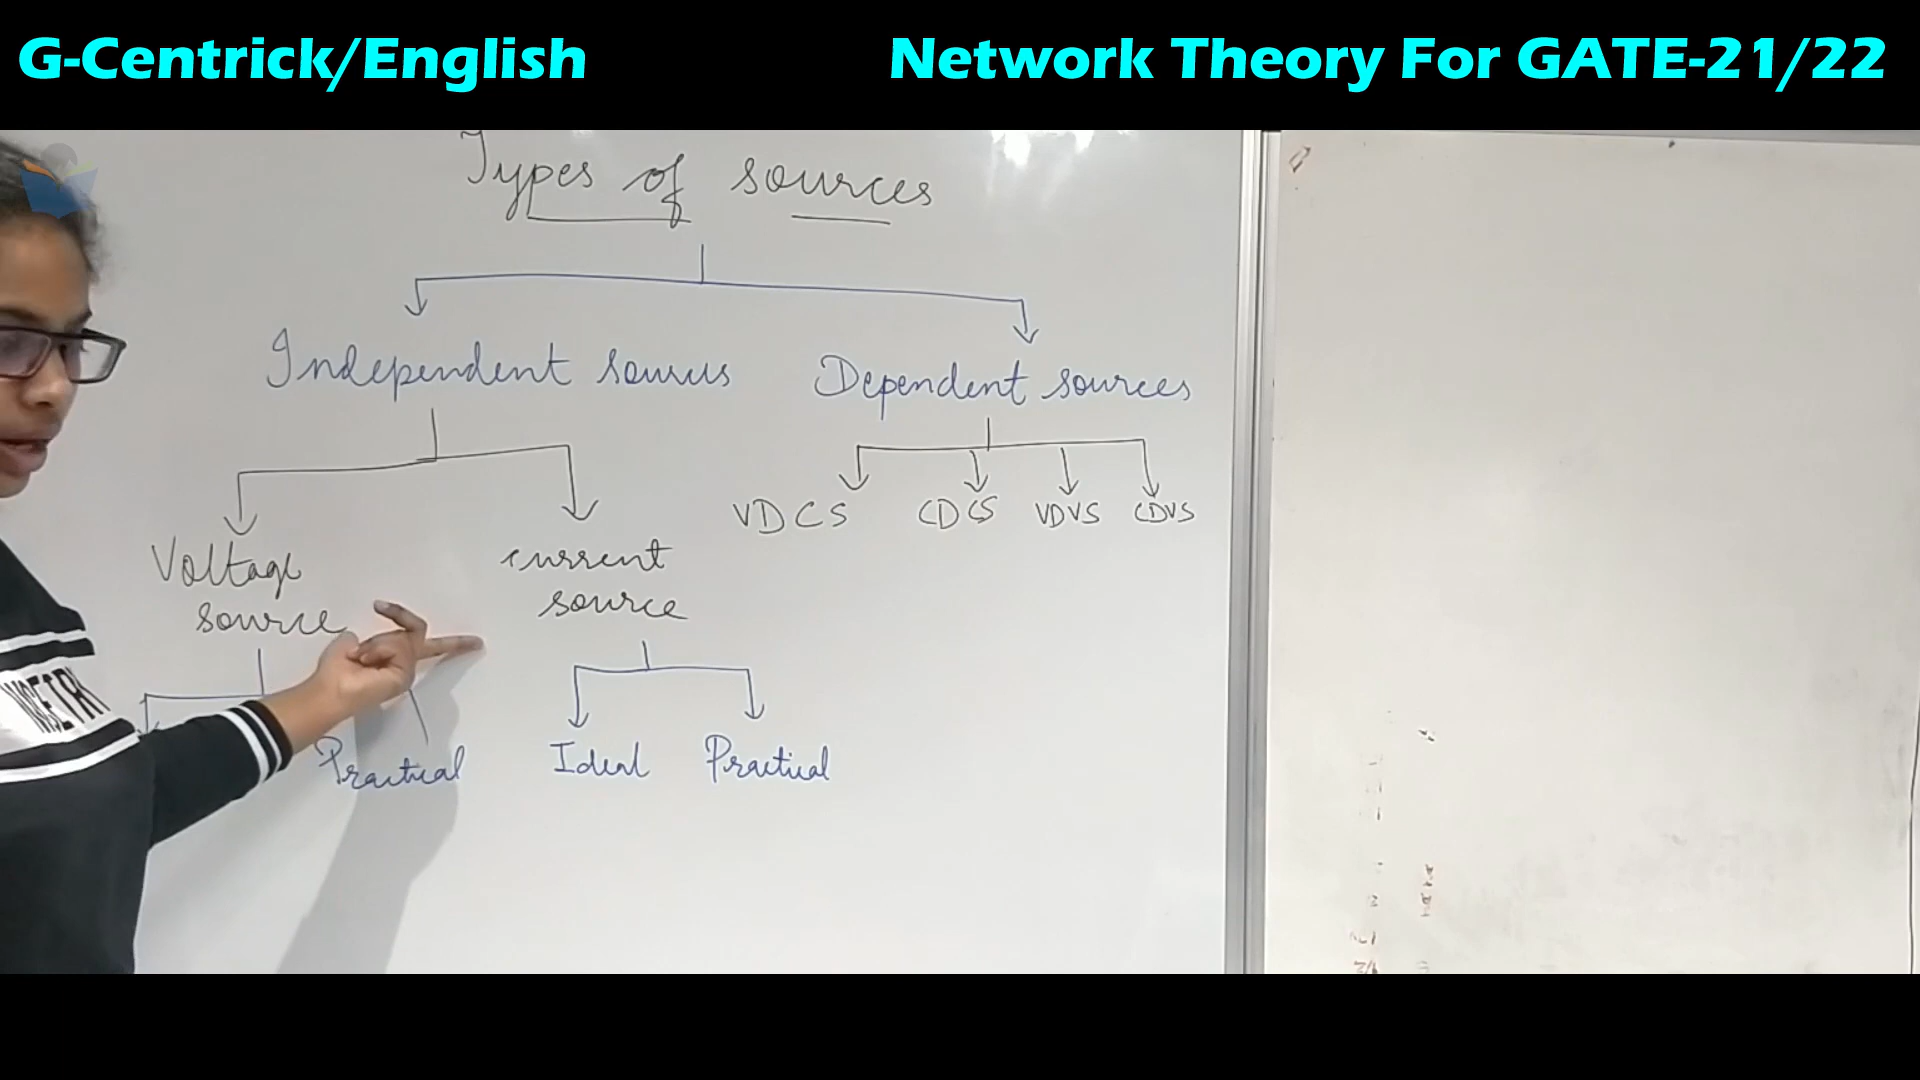 G-Centrick/English
Network Theory For GATE-21/22
Types of sources
Independent sources
Dependent sources
Voltage source
current source
VDCS CDCS VDVS CDVS
Practical
Ideal
Practical